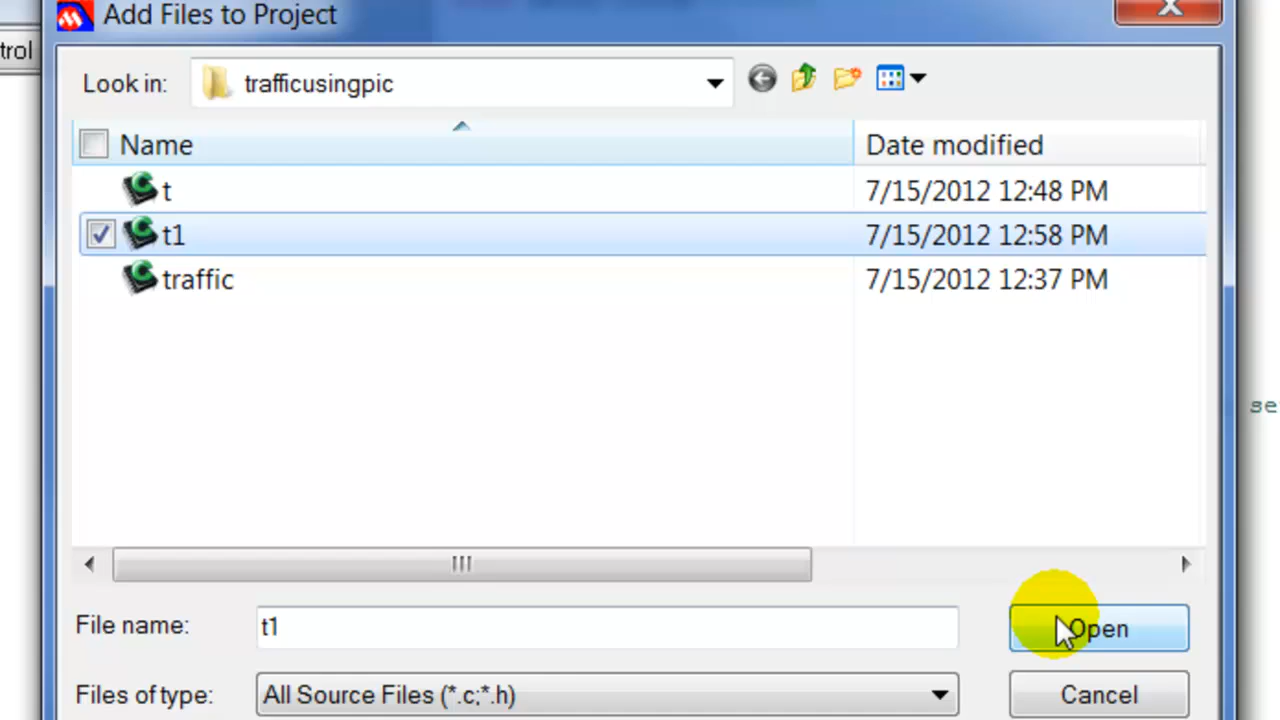 Add Files to Project
trol
Look in: trafficusingpic
Name Date modified
t 7/15/2012 12:48 PM
t1 7/15/2012 12:58 PM
traffic 7/15/2012 12:37 PM
se
File name: t1 Open
Files of type: All Source Files (*.c;*.h) Cancel